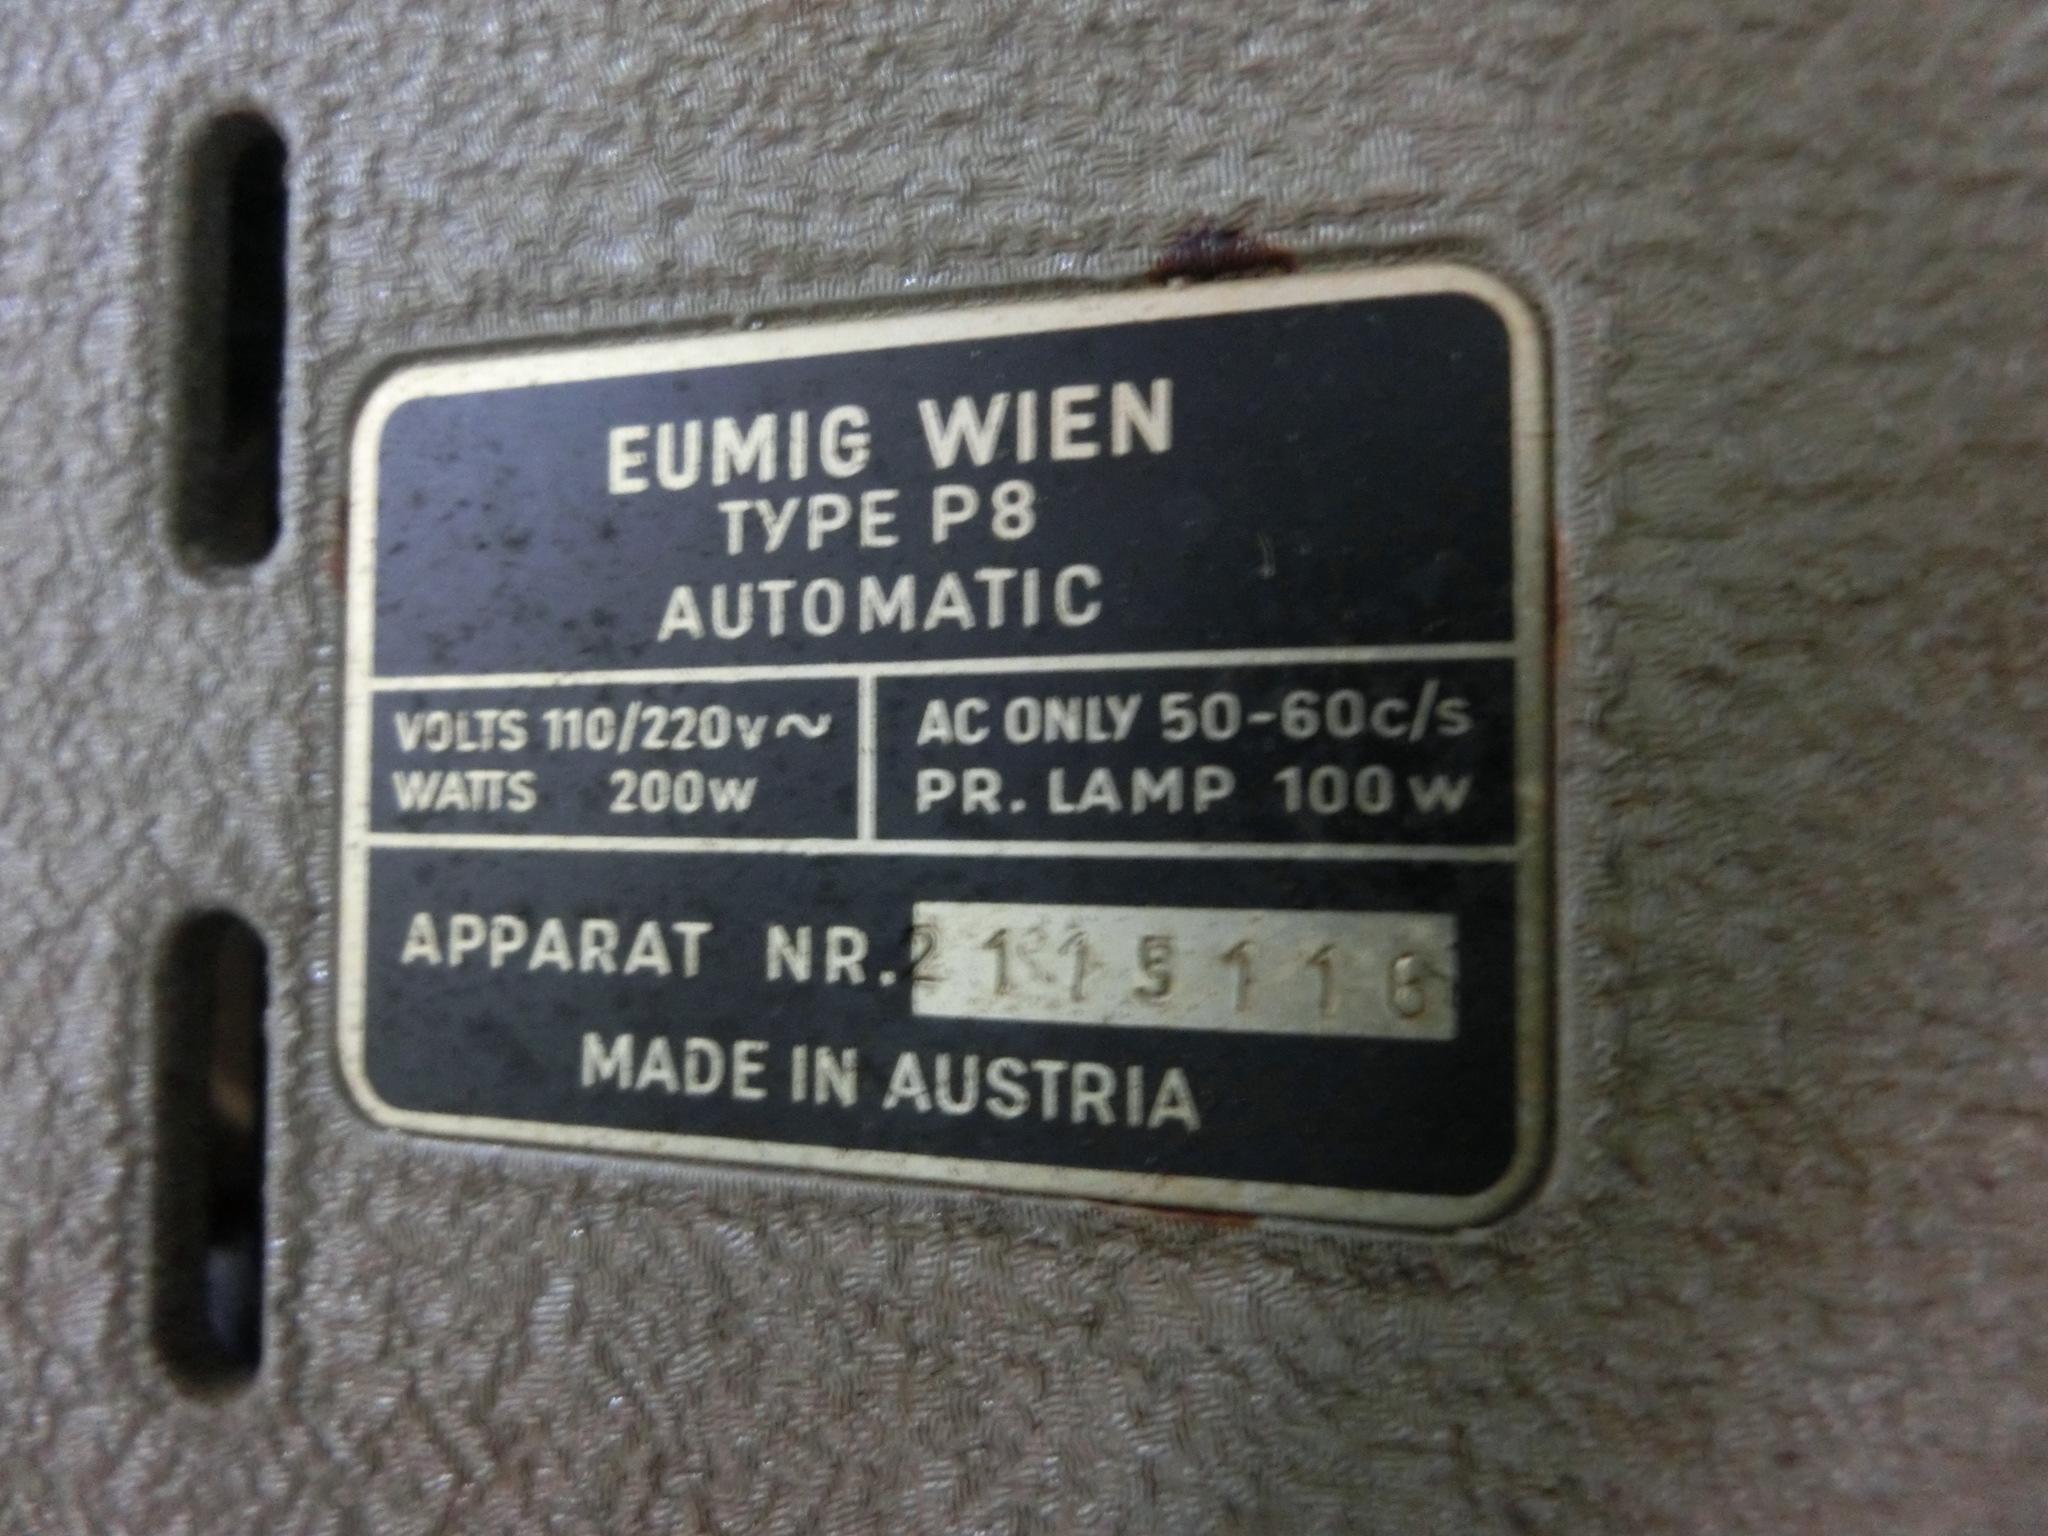 EUMIG WIEN
TYPE P8
AUTOMATIC
VOLTS 110/220V~
WATTS 200W
AC ONLY 50-60c/s
PR. LAMP 100W
APPARAT NR. 2115116
MADE IN AUSTRIA